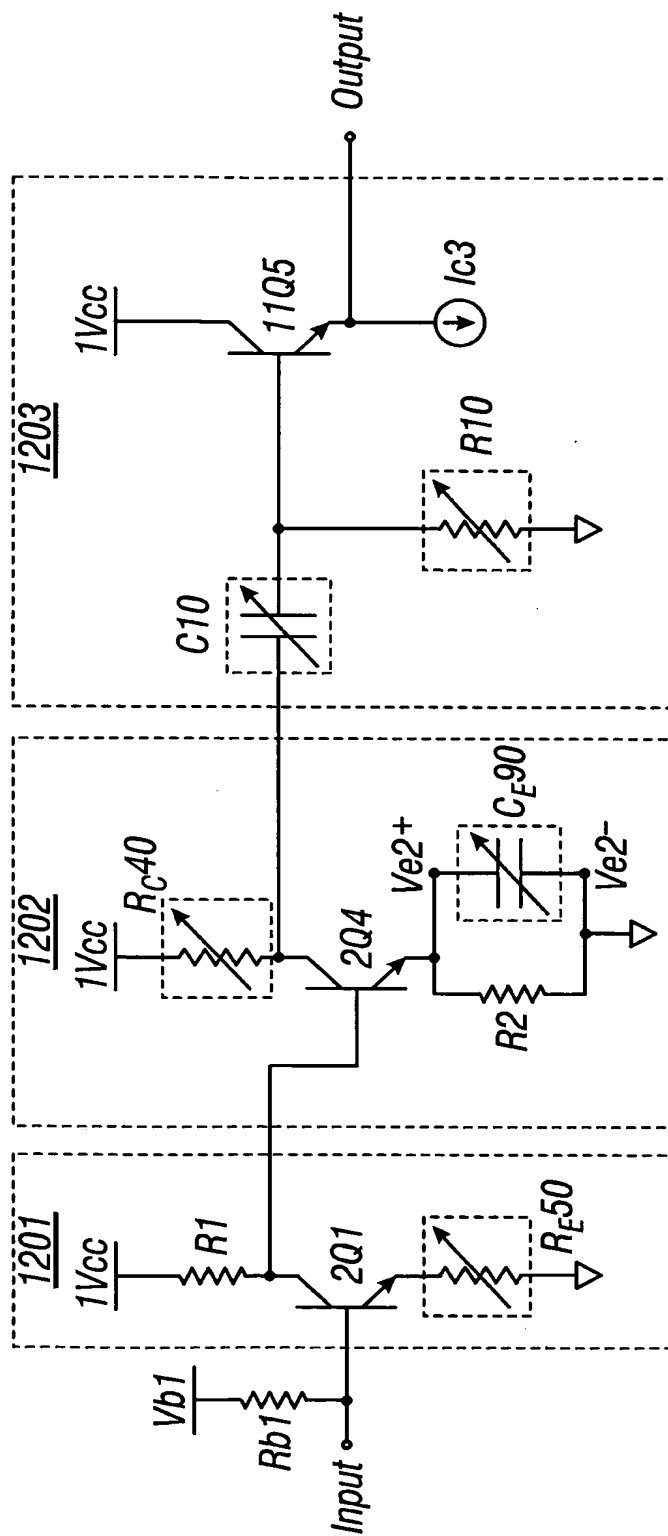 Input
Vb1
Rb1
1201
1Vcc
R1
2Q1
RE50
1202
1Vcc
RC40
2Q4
Ve2+
R2
CE90
Ve2-
1203
C10
1Vcc
11Q5
R10
Ic3
Output